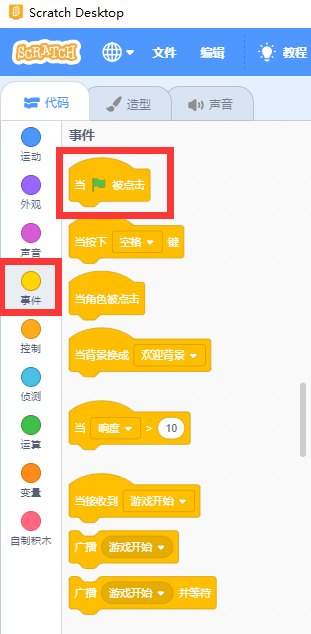 Scratch Desktop
SCRATCH 文件 编辑 教程
代码 造型 声音
运动
外观
声音
事件
控制
侦测
运算
变量
自制积木
事件
当 被点击
当按下 空格 键
当角色被点击
当背景换成 欢迎背景
当 响度 > 10
当接收到 游戏开始
广播 游戏开始
广播 游戏开始 并等待